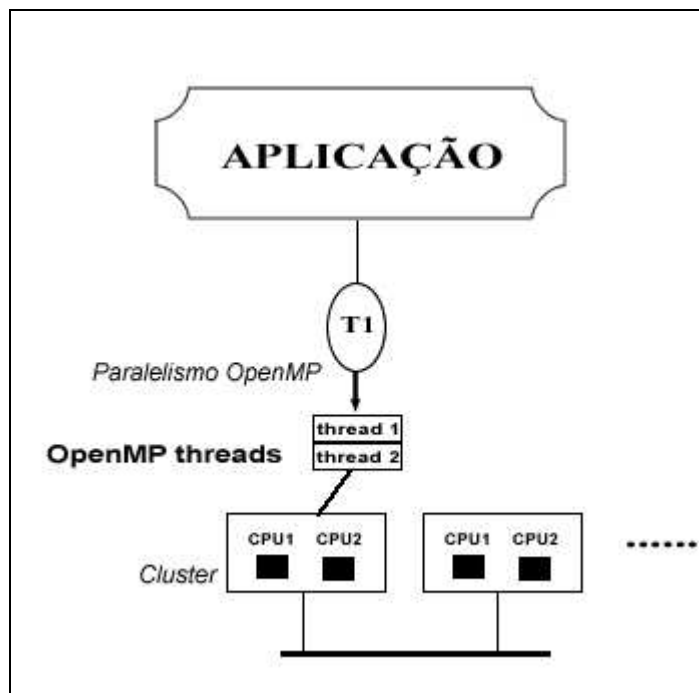 APLICAÇÃO
T1
Paralelismo OpenMP
thread 1
OpenMP threads
thread 2
CPU1 CPU2 CPU1 CPU2
Cluster